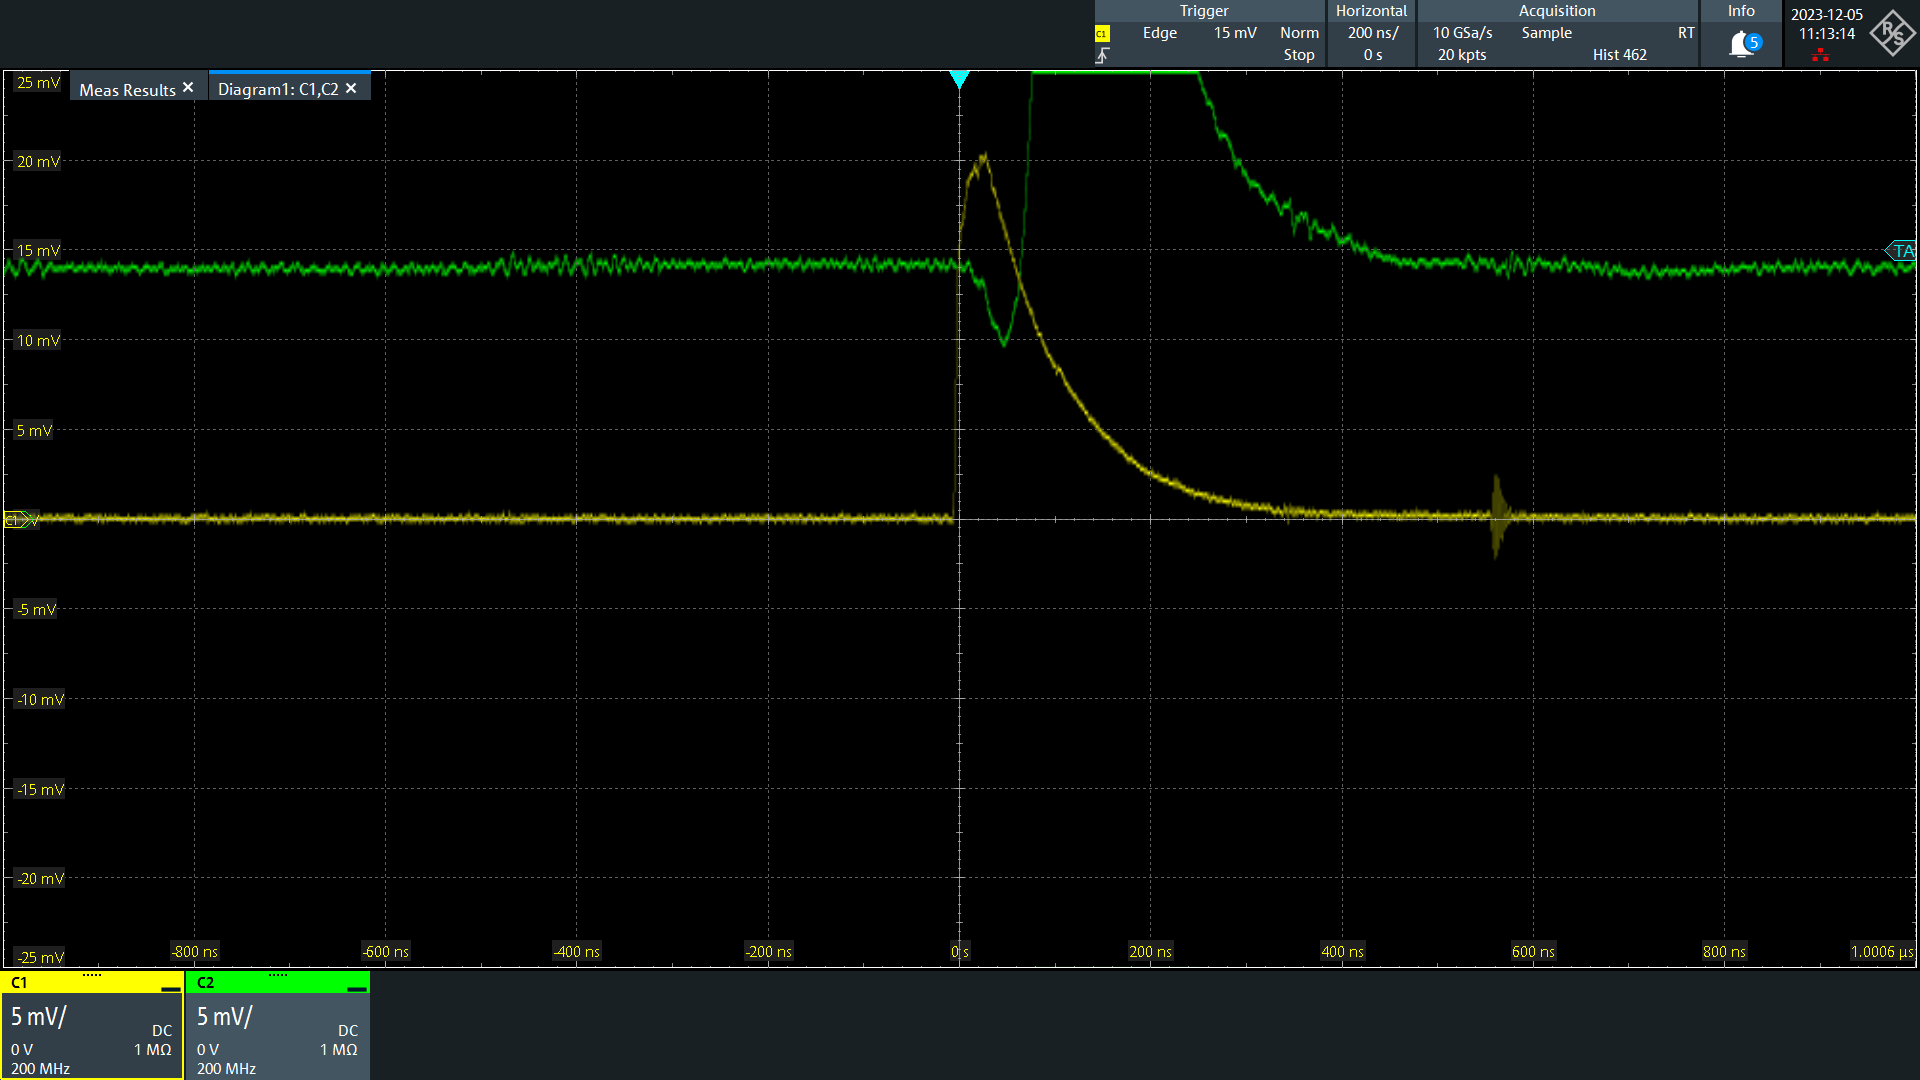 Trigger
C1 Edge 15 mV Norm
Stop
Horizontal
200 ns/
0 s
Acquisition
10 GSa/s Sample RT
20 kpts Hist 462
Info
5
2023-12-05
11:13:14
R S
25 mV
Meas Results ✕
Diagram1: C1,C2 ✕
20 mV
15 mV
TA
10 mV
5 mV
C1
-5 mV
-10 mV
-15 mV
-20 mV
-25 mV
-800 ns -600 ns -400 ns -200 ns 0 s 200 ns 400 ns 600 ns 800 ns 1.0006 µs
C1
5 mV/
DC
0 V 1 MΩ
200 MHz
C2
5 mV/
DC
0 V 1 MΩ
200 MHz